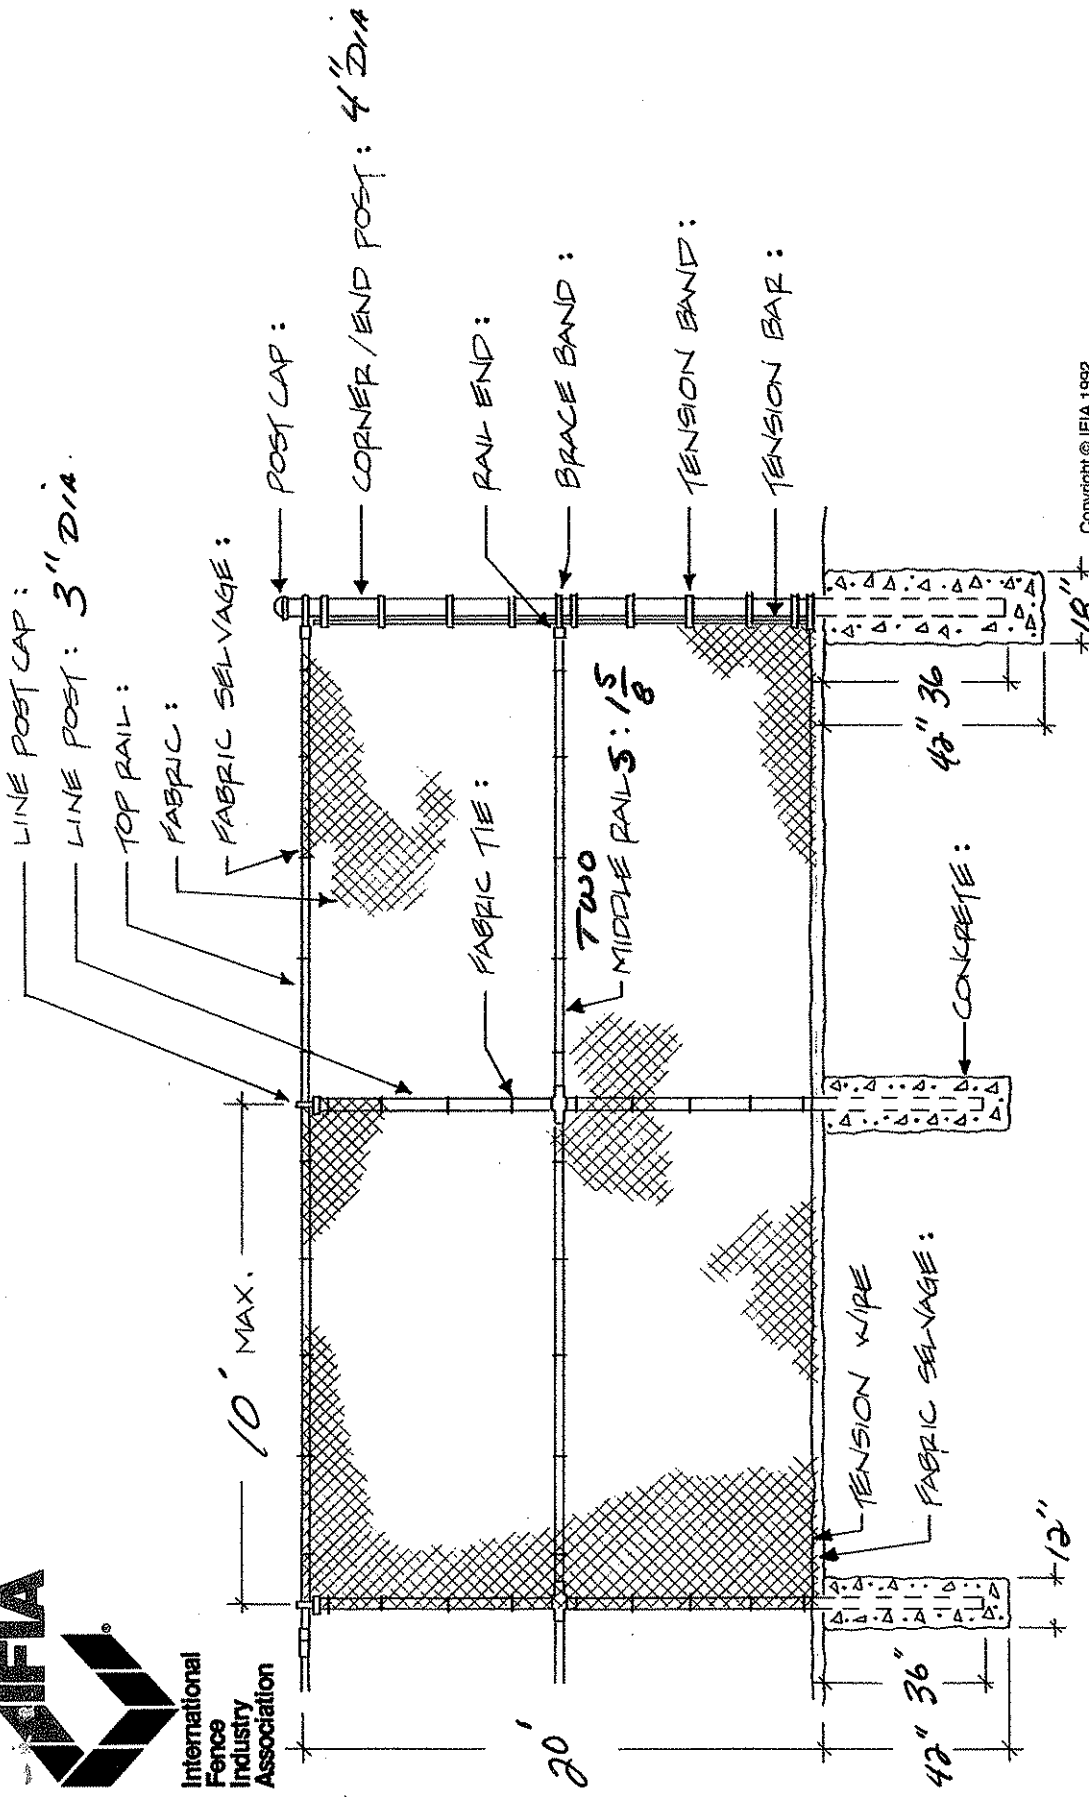 IFIA
®
International
Fence
Industry
Association
LINE POST CAP :
LINE POST : 3" DIA.
TOP RAIL :
FABRIC :
FABRIC SELVAGE :
POST CAP :
CORNER/END POST : 4" DIA
RAIL END :
BRACE BAND :
TENSION BAND :
TENSION BAR :
10' MAX.
FABRIC TIE :
TWO
MIDDLE RAILS : 1 5/8
20'
TENSION WIRE
FABRIC SELVAGE :
CONCRETE :
42" 36"
12"
42" 36
18"
Copyright © IFIA 1992